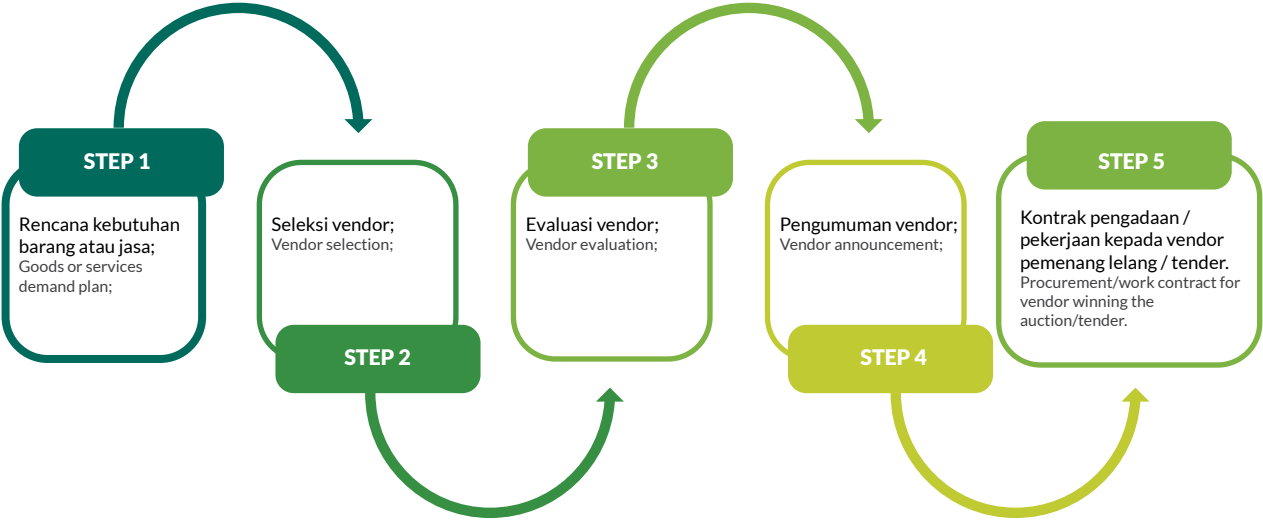 STEP 1
Rencana kebutuhan
barang atau jasa;
Goods or services
demand plan;
Seleksi vendor;
Vendor selection;
STEP 2
STEP 3
Evaluasi vendor;
Vendor evaluation;
Pengumuman vendor;
Vendor announcement;
STEP 4
STEP 5
Kontrak pengadaan /
pekerjaan kepada vendor
pemenang lelang / tender.
Procurement/work contract for
vendor winning the
auction/tender.